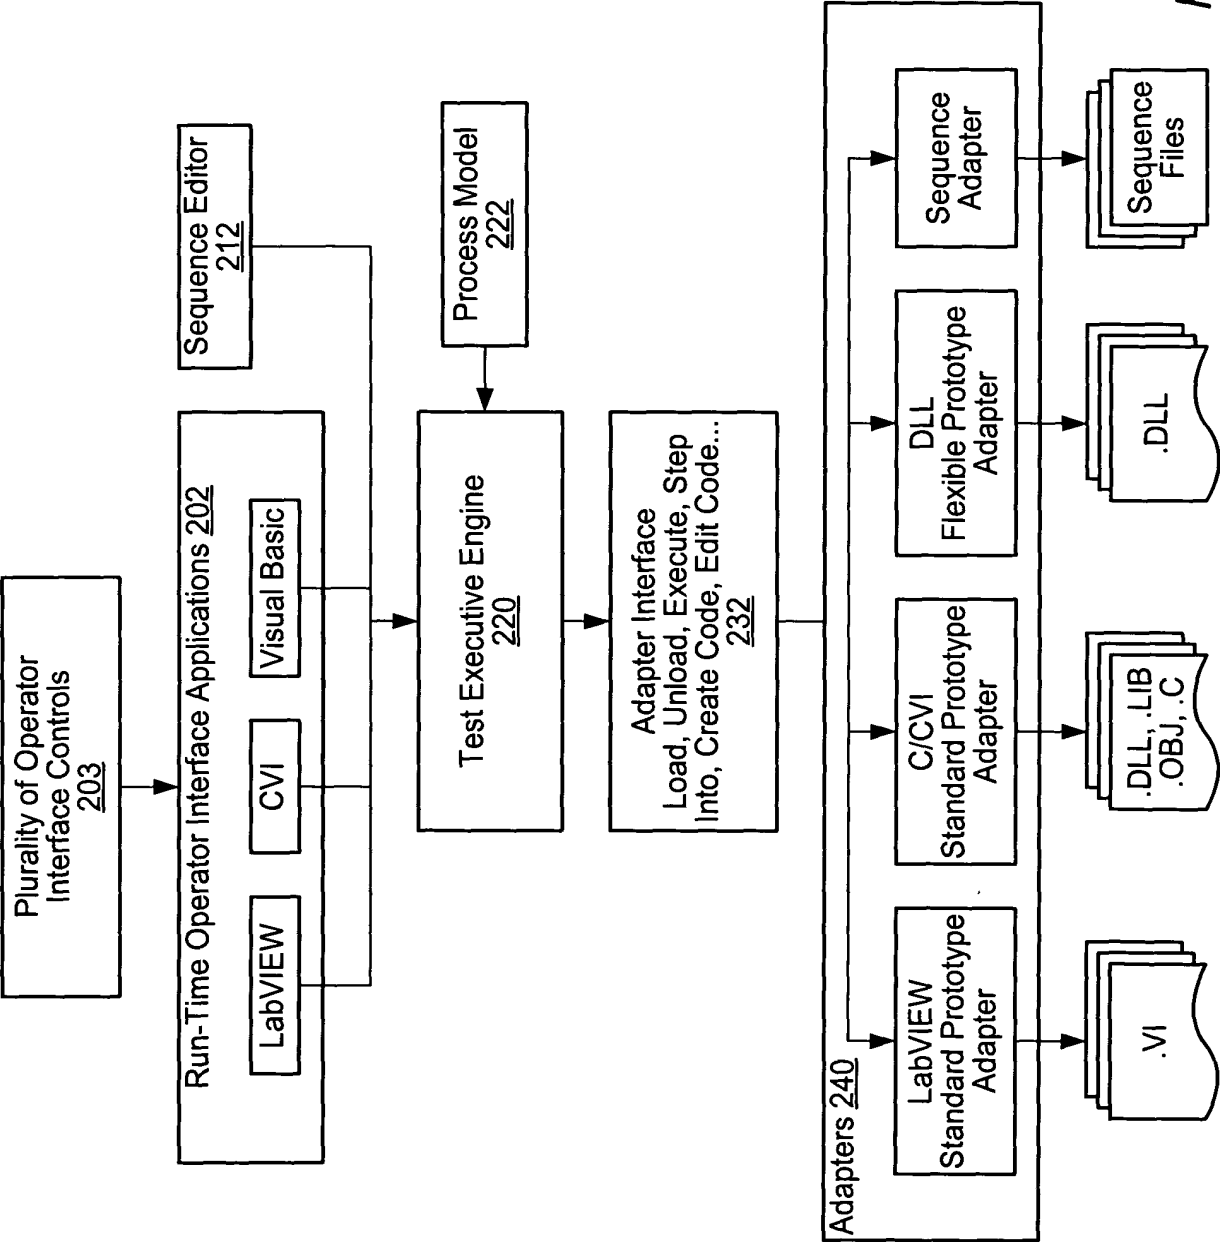 Plurality of Operator
Interface Controls
203
Run-Time Operator Interface Applications 202
LabVIEW
CVI
Visual Basic
Sequence Editor
212
Process Model
222
Test Executive Engine
220
Adapter Interface
Load, Unload, Execute, Step
Into, Create Code, Edit Code...
232
Adapters 240
LabVIEW
Standard Prototype
Adapter
C/CVI
Standard Prototype
Adapter
DLL
Flexible Prototype
Adapter
Sequence
Adapter
.VI
.DLL, .LIB
.OBJ, .C
.DLL
Sequence
Files